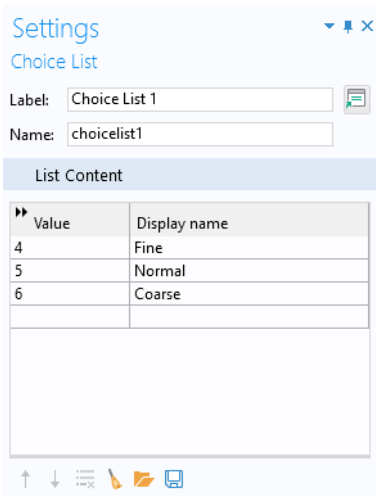 Settings
Choice List
Label: Choice List 1
Name: choicelist1
List Content
Value Display name
4 Fine
5 Normal
6 Coarse